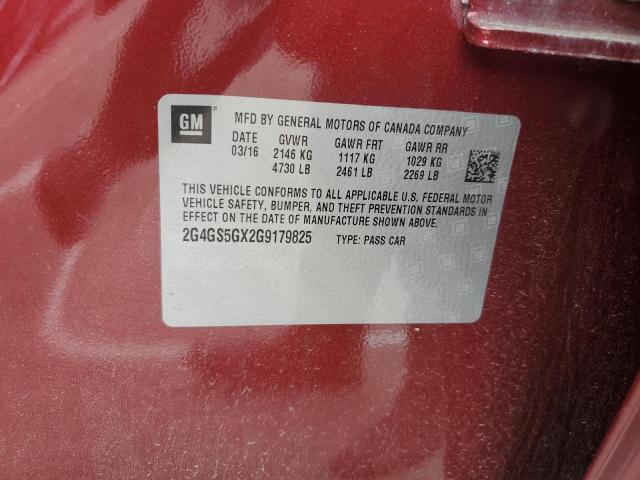 GM
MFD BY GENERAL MOTORS OF CANADA COMPANY
DATE GVWR GAWR FRT GAWR RR
03/16 2146 KG 1117 KG 1029 KG
4730 LB 2461 LB 2269 LB
THIS VEHICLE CONFORMS TO ALL APPLICABLE U.S. FEDERAL MOTOR
VEHICLE SAFETY, BUMPER, AND THEFT PREVENTION STANDARDS IN
EFFECT ON THE DATE OF MANUFACTURE SHOWN ABOVE.
2G4GS5GX2G9179825 TYPE: PASS CAR